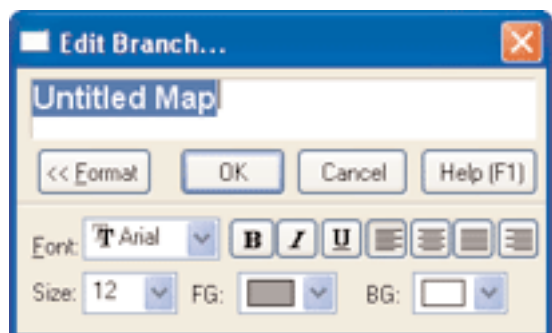 Edit Branch...
Untitled Map
<< Format OK Cancel Help (F1)
Font: Arial B I U
Size: 12 FG: BG: